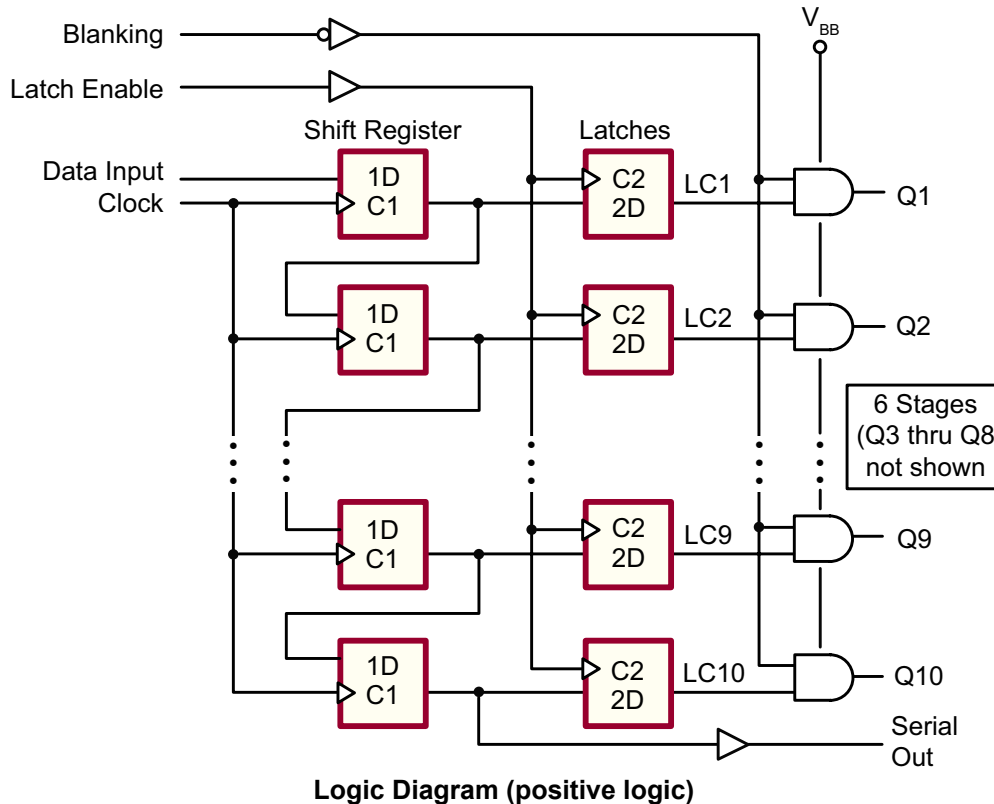 Blanking
V_BB
Latch Enable
Shift Register
Latches
Data Input
1D
C2
LC1
Clock
C1
2D
Q1
1D
C2
LC2
C1
2D
Q2
6 Stages
(Q3 thru Q8
not shown
1D
C2
LC9
C1
2D
Q9
1D
C2
LC10
C1
2D
Q10
Serial
Out
Logic Diagram (positive logic)